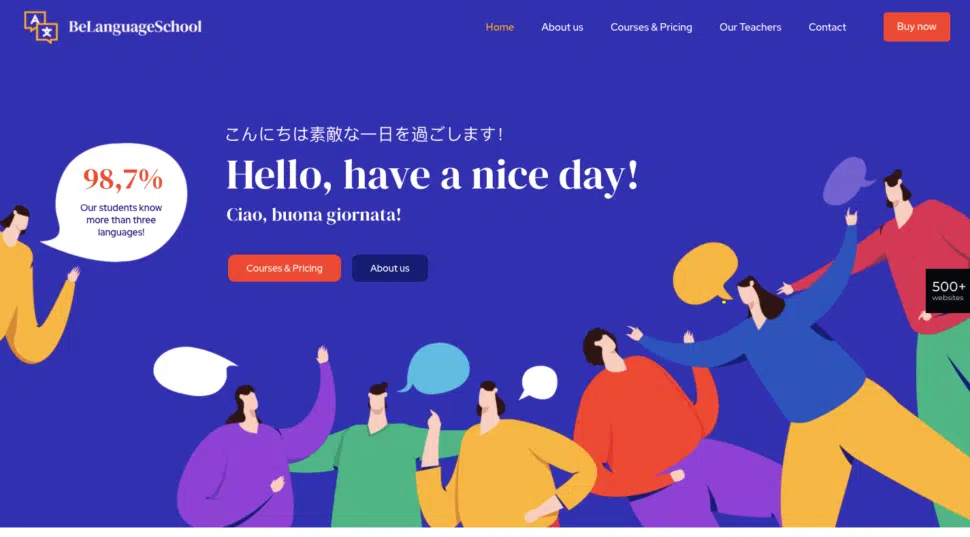 A
BeLanguageSchool
Home
About us
Courses & Pricing
Our Teachers
Contact
Buy now
こんにちは素敵な一日を過ごします!
Hello, have a nice day!
Ciao, buona giornata!
98,7%
Our students know
more than three
languages!
Courses & Pricing
About us
500+
websites